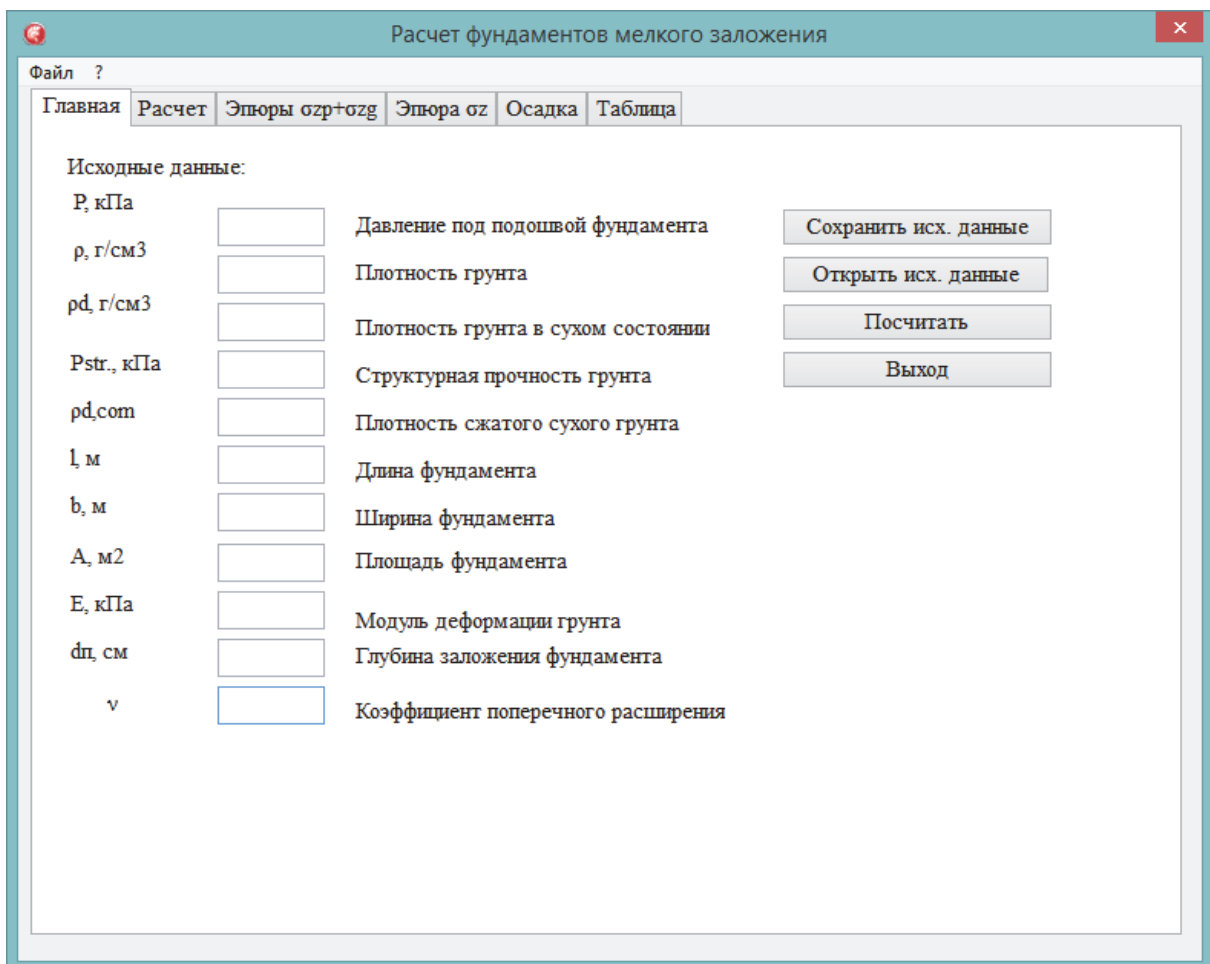 Расчет фундаментов мелкого заложения
Файл ?
Главная Расчет Эпюры σzp+σzg Эпюра σz Осадка Таблица
Исходные данные:
P, кПа
Давление под подошвой фундамента
Сохранить исх. данные
ρ, г/см3
Плотность грунта
Открыть исх. данные
ρd, г/см3
Плотность грунта в сухом состоянии
Посчитать
Pstr., кПа
Структурная прочность грунта
Выход
ρd,com
Плотность сжатого сухого грунта
l, м
Длина фундамента
b, м
Ширина фундамента
A, м2
Площадь фундамента
E, кПа
Модуль деформации грунта
dп, см
Глубина заложения фундамента
ν
Коэффициент поперечного расширения